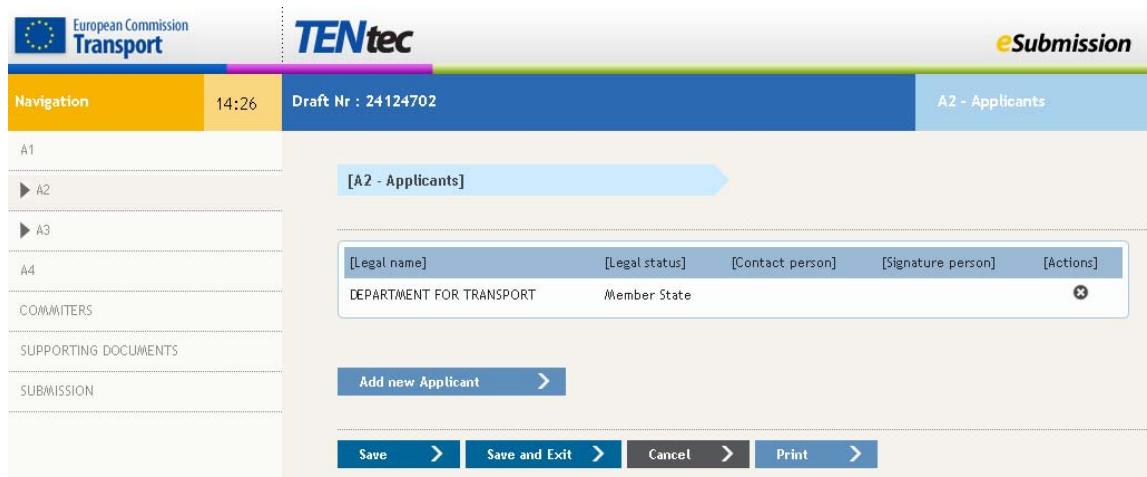 European Commission
Transport
TENtec
eSubmission
Navigation 14:26 Draft Nr : 24124702 A2 - Applicants
A1
A2
A3
A4
COMMITERS
SUPPORTING DOCUMENTS
SUBMISSION
[A2 - Applicants]
[Legal name] [Legal status] [Contact person] [Signature person] [Actions]
DEPARTMENT FOR TRANSPORT Member State
Add new Applicant
Save Save and Exit Cancel Print